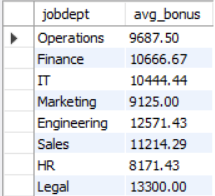 jobdept avg_bonus
Operations 9687.50
Finance 10666.67
IT 10444.44
Marketing 9125.00
Engineering 12571.43
Sales 11214.29
HR 8171.43
Legal 13300.00